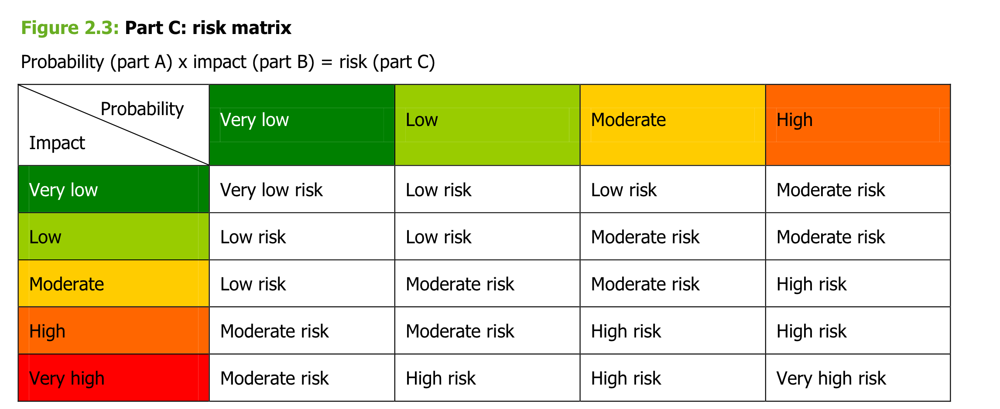 Figure 2.3: Part C: risk matrix
Probability (part A) x impact (part B) = risk (part C)
Probability
Impact
Very low Low Moderate High
Very low Very low risk Low risk Low risk Moderate risk
Low Low risk Low risk Moderate risk Moderate risk
Moderate Low risk Moderate risk Moderate risk High risk
High Moderate risk Moderate risk High risk High risk
Very high Moderate risk High risk High risk Very high risk